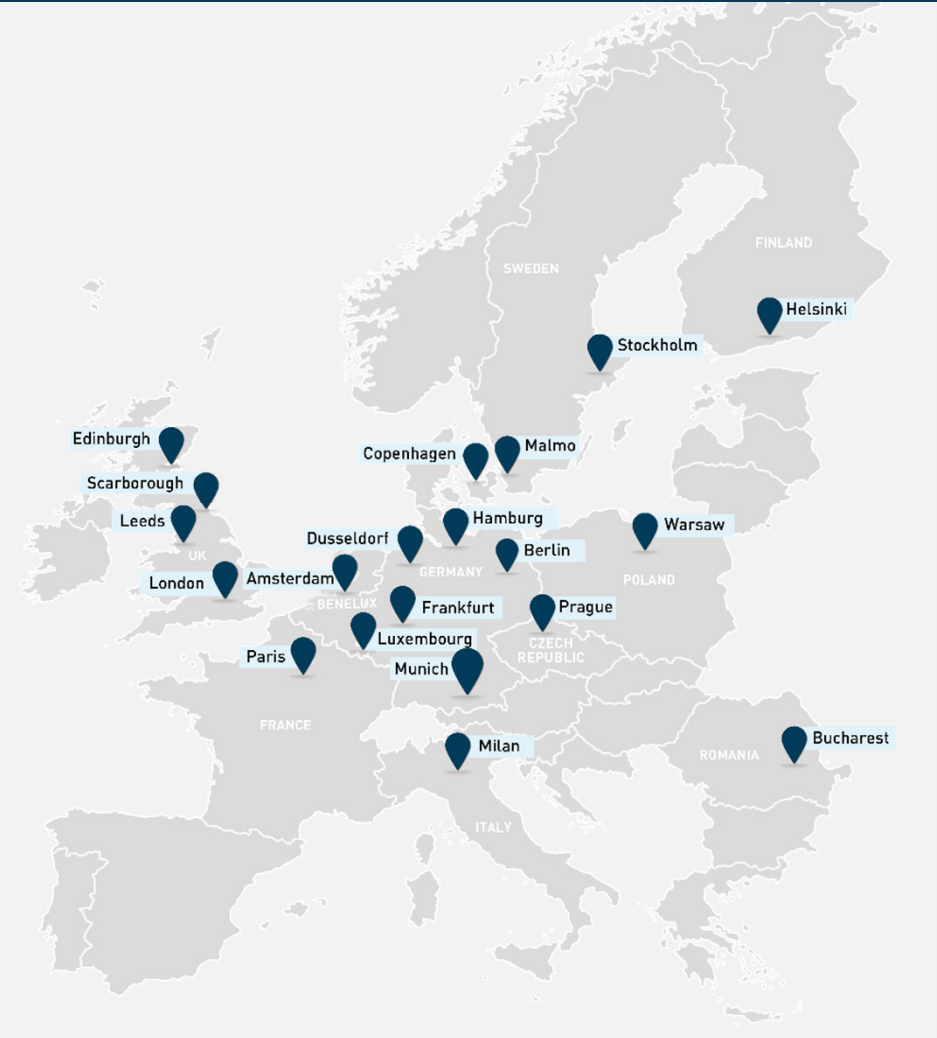 FINLAND
SWEDEN
Helsinki
Stockholm
Edinburgh
Copenhagen
Malmo
Scarborough
Leeds
Hamburg
Warsaw
Dusseldorf
Berlin
UK
GERMANY
London
Amsterdam
POLAND
BENELUX
Frankfurt
Prague
Luxembourg
CZECH
REPUBLIC
Paris
Munich
FRANCE
Milan
Bucharest
ROMANIA
ITALY